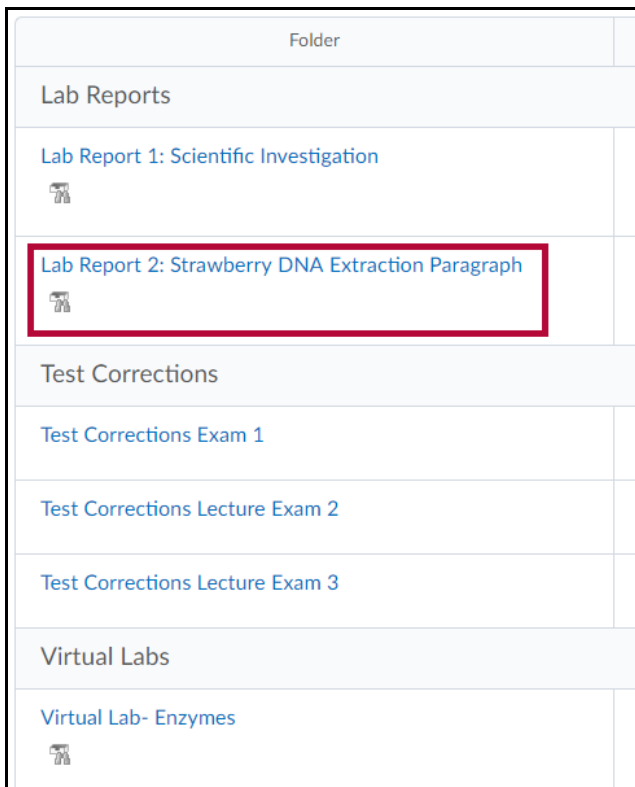 Folder
Lab Reports
Lab Report 1: Scientific Investigation
Lab Report 2: Strawberry DNA Extraction Paragraph
Test Corrections
Test Corrections Exam 1
Test Corrections Lecture Exam 2
Test Corrections Lecture Exam 3
Virtual Labs
Virtual Lab- Enzymes